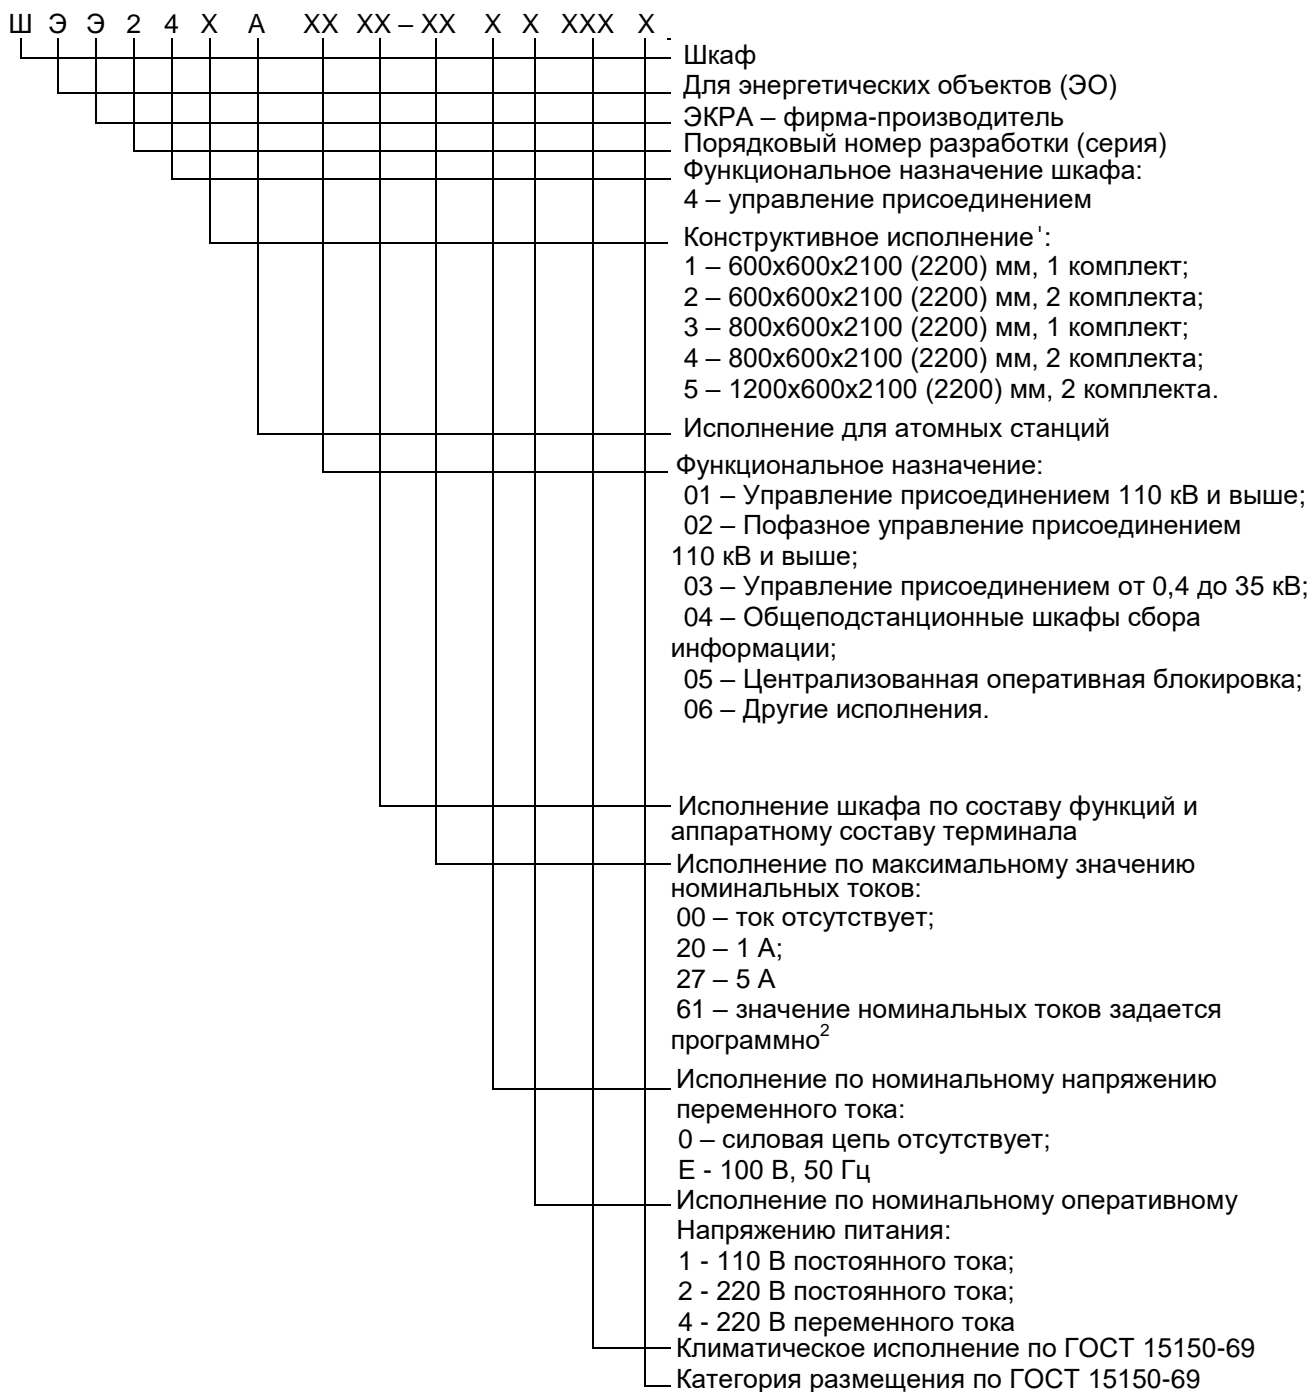 Ш Э Э 2 4 Х А ХХ ХХ – ХХ Х Х ХХХ Х
Шкаф
Для энергетических объектов (ЭО)
ЭКРА – фирма-производитель
Порядковый номер разработки (серия)
Функциональное назначение шкафа:
4 – управление присоединением
Конструктивное исполнение':
1 – 600х600х2100 (2200) мм, 1 комплект;
2 – 600х600х2100 (2200) мм, 2 комплекта;
3 – 800х600х2100 (2200) мм, 1 комплект;
4 – 800х600х2100 (2200) мм, 2 комплекта;
5 – 1200х600х2100 (2200) мм, 2 комплекта.
Исполнение для атомных станций
Функциональное назначение:
01 – Управление присоединением 110 кВ и выше;
02 – Пофазное управление присоединением
110 кВ и выше;
03 – Управление присоединением от 0,4 до 35 кВ;
04 – Общеподстанционные шкафы сбора
информации;
05 – Централизованная оперативная блокировка;
06 – Другие исполнения.
Исполнение шкафа по составу функций и
аппаратному составу терминала
Исполнение по максимальному значению
номинальных токов:
00 – ток отсутствует;
20 – 1 А;
27 – 5 А
61 – значение номинальных токов задается
программно²
Исполнение по номинальному напряжению
переменного тока:
0 – силовая цепь отсутствует;
Е - 100 В, 50 Гц
Исполнение по номинальному оперативному
Напряжению питания:
1 - 110 В постоянного тока;
2 - 220 В постоянного тока;
4 - 220 В переменного тока
Климатическое исполнение по ГОСТ 15150-69
Категория размещения по ГОСТ 15150-69